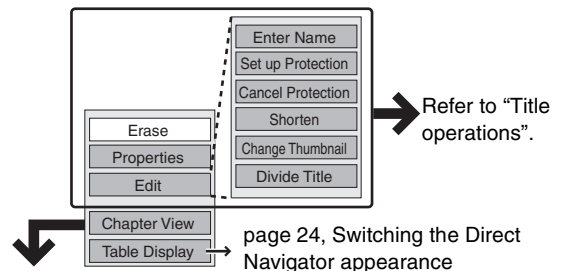 Enter Name
Set up Protection
Cancel Protection
Shorten
Change Thumbnail
Divide Title
Refer to “Title
operations”.
Erase
Properties
Edit
Chapter View
Table Display
page 24, Switching the Direct
Navigator appearance